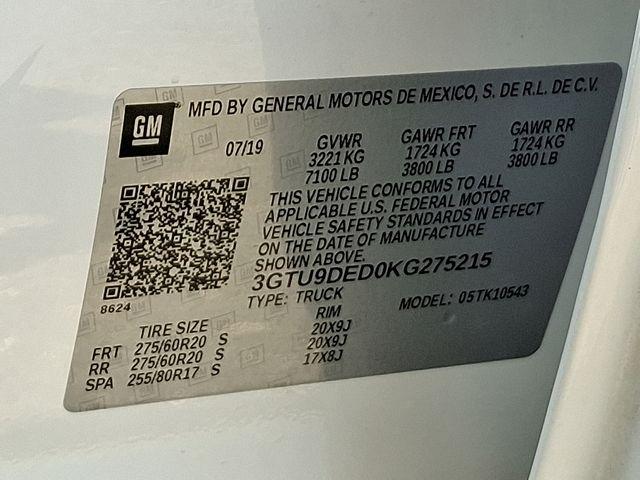 GM
MFD BY GENERAL MOTORS DE MEXICO, S. DE R.L. DE C.V.
07/19 GVWR GAWR FRT GAWR RR
3221 KG 1724 KG 1724 KG
7100 LB 3800 LB 3800 LB
THIS VEHICLE CONFORMS TO ALL
APPLICABLE U.S. FEDERAL MOTOR
VEHICLE SAFETY STANDARDS IN EFFECT
ON THE DATE OF MANUFACTURE
SHOWN ABOVE.
3GTU9DED0KG275215
8624 TYPE: TRUCK MODEL: 05TK10543
TIRE SIZE RIM
FRT 275/60R20 S 20X9J
RR 275/60R20 S 20X9J
SPA 255/80R17 S 17X8J